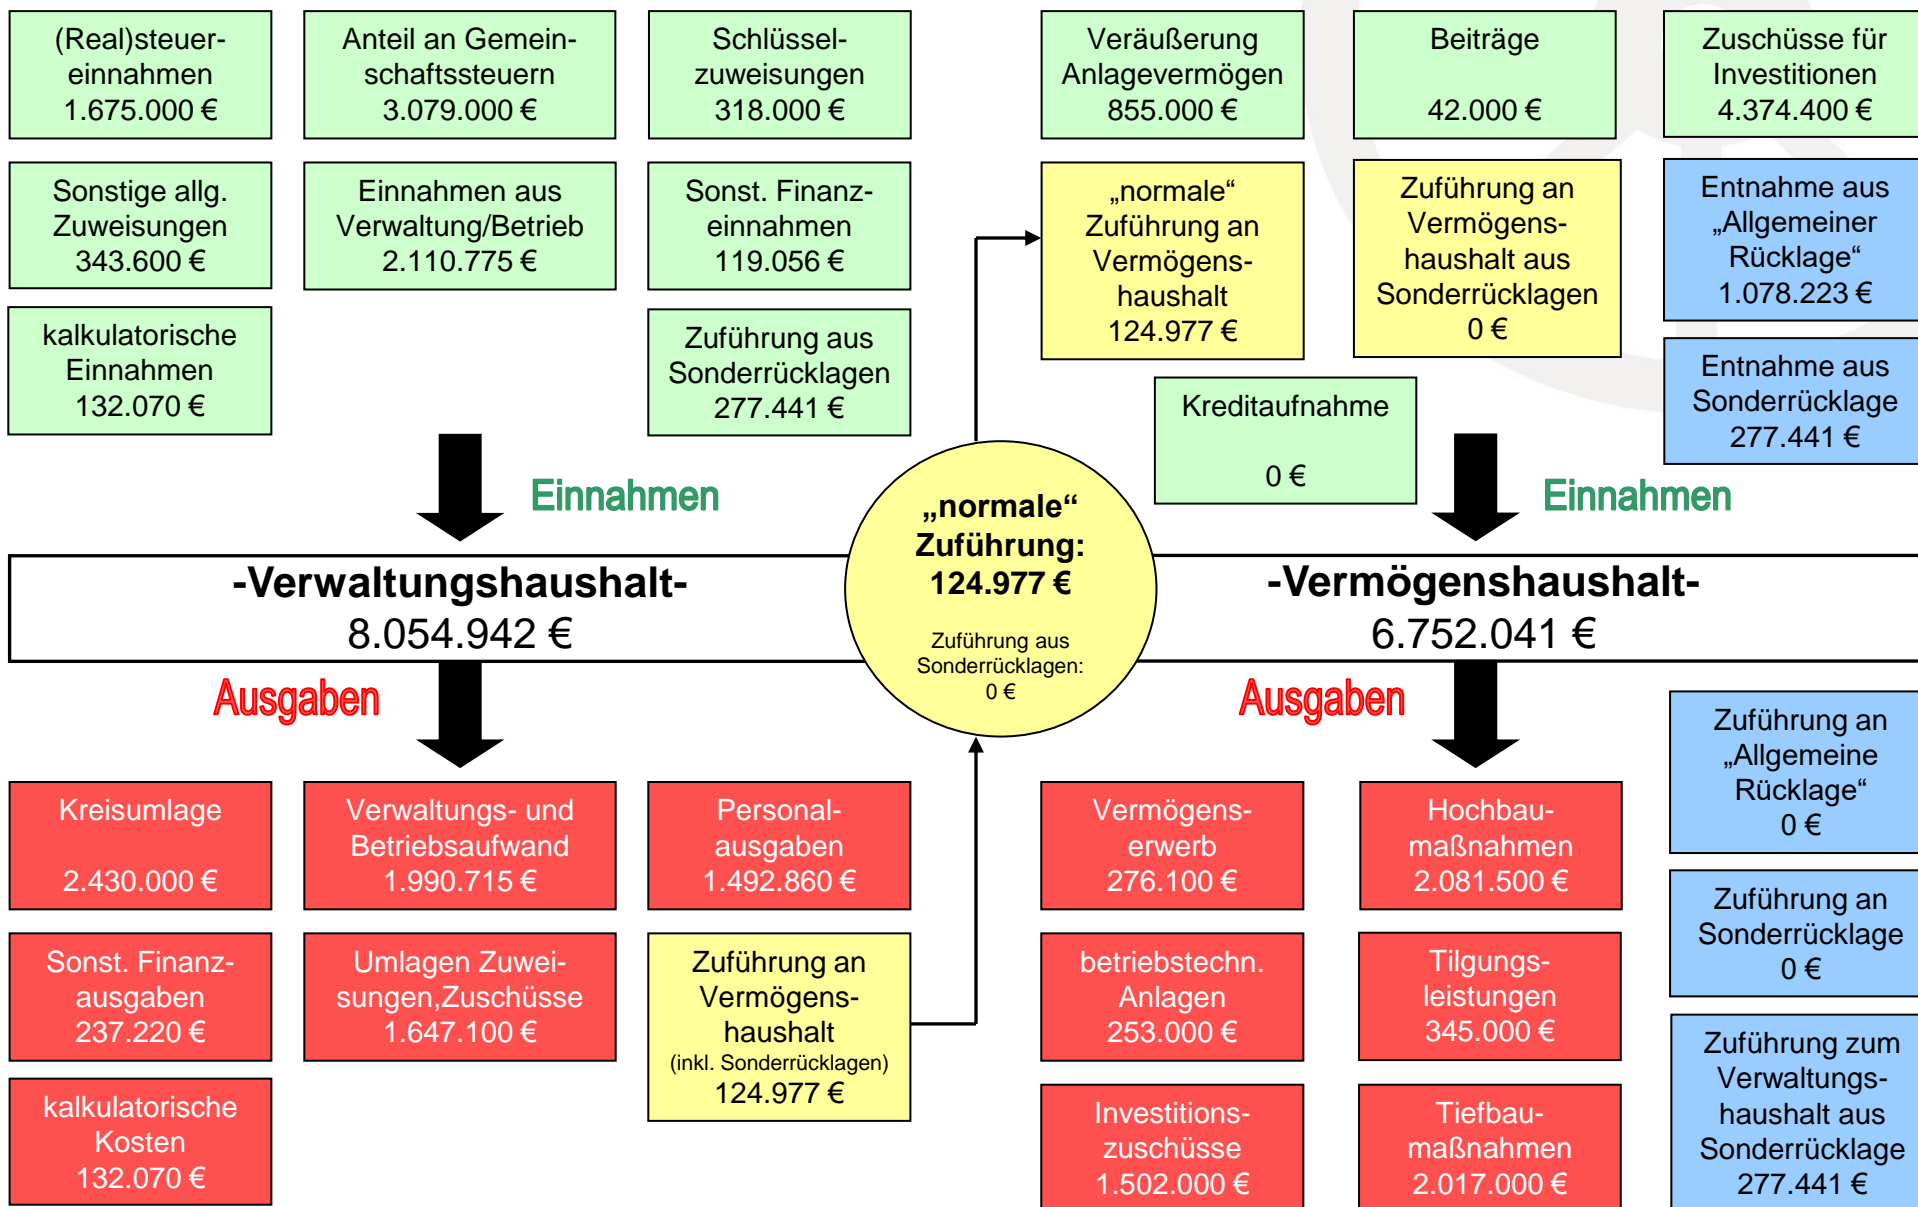 (Real)steuer-
einnahmen
1.675.000 €
Anteil an Gemein-
schaftssteuern
3.079.000 €
Schlüssel-
zuweisungen
318.000 €
Sonstige allg.
Zuweisungen
343.600 €
Einnahmen aus
Verwaltung/Betrieb
2.110.775 €
Sonst. Finanz-
einnahmen
119.056 €
kalkulatorische
Einnahmen
132.070 €
Zuführung aus
Sonderrücklagen
277.441 €
Einnahmen
-Verwaltungshaushalt-
8.054.942 €
Ausgaben
Kreisumlage
2.430.000 €
Verwaltungs- und
Betriebsaufwand
1.990.715 €
Personal-
ausgaben
1.492.860 €
Sonst. Finanz-
ausgaben
237.220 €
Umlagen Zuwei-
sungen,Zuschüsse
1.647.100 €
Zuführung an
Vermögens-
haushalt
(inkl. Sonderrücklagen)
124.977 €
kalkulatorische
Kosten
132.070 €
„normale“
Zuführung:
124.977 €
Zuführung aus
Sonderrücklagen:
0 €
Veräußerung
Anlagevermögen
855.000 €
Beiträge
42.000 €
Zuschüsse für
Investitionen
4.374.400 €
„normale“
Zuführung an
Vermögens-
haushalt
124.977 €
Zuführung an
Vermögens-
haushalt aus
Sonderrücklagen
0 €
Entnahme aus
„Allgemeiner
Rücklage“
1.078.223 €
Kreditaufnahme
0 €
Entnahme aus
Sonderrücklage
277.441 €
Einnahmen
-Vermögenshaushalt-
6.752.041 €
Ausgaben
Vermögens-
erwerb
276.100 €
Hochbau-
maßnahmen
2.081.500 €
Zuführung an
„Allgemeine
Rücklage“
0 €
betriebstechn.
Anlagen
253.000 €
Tilgungs-
leistungen
345.000 €
Zuführung an
Sonderrücklage
0 €
Investitions-
zuschüsse
1.502.000 €
Tiefbau-
maßnahmen
2.017.000 €
Zuführung zum
Verwaltungs-
haushalt aus
Sonderrücklage
277.441 €